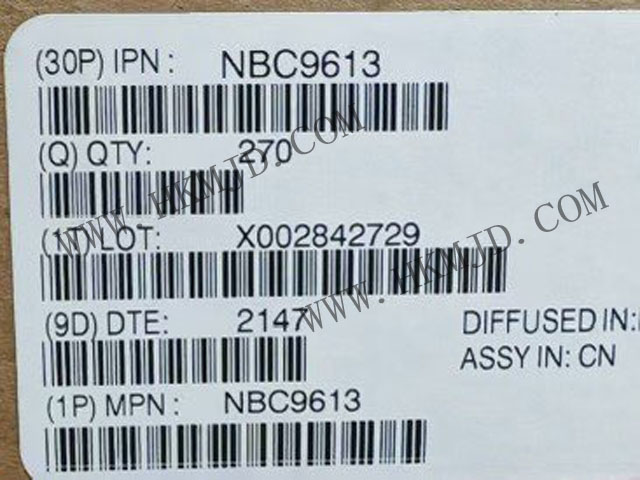 (30P) IPN : NBC9613
(Q) QTY: 270
LOT: X002842729
(9D) DTE: 2147
DIFFUSED IN:
ASSY IN: CN
(1P) MPN : NBC9613
WWW.HKMJD.COM
WWW.HKMJD.COM